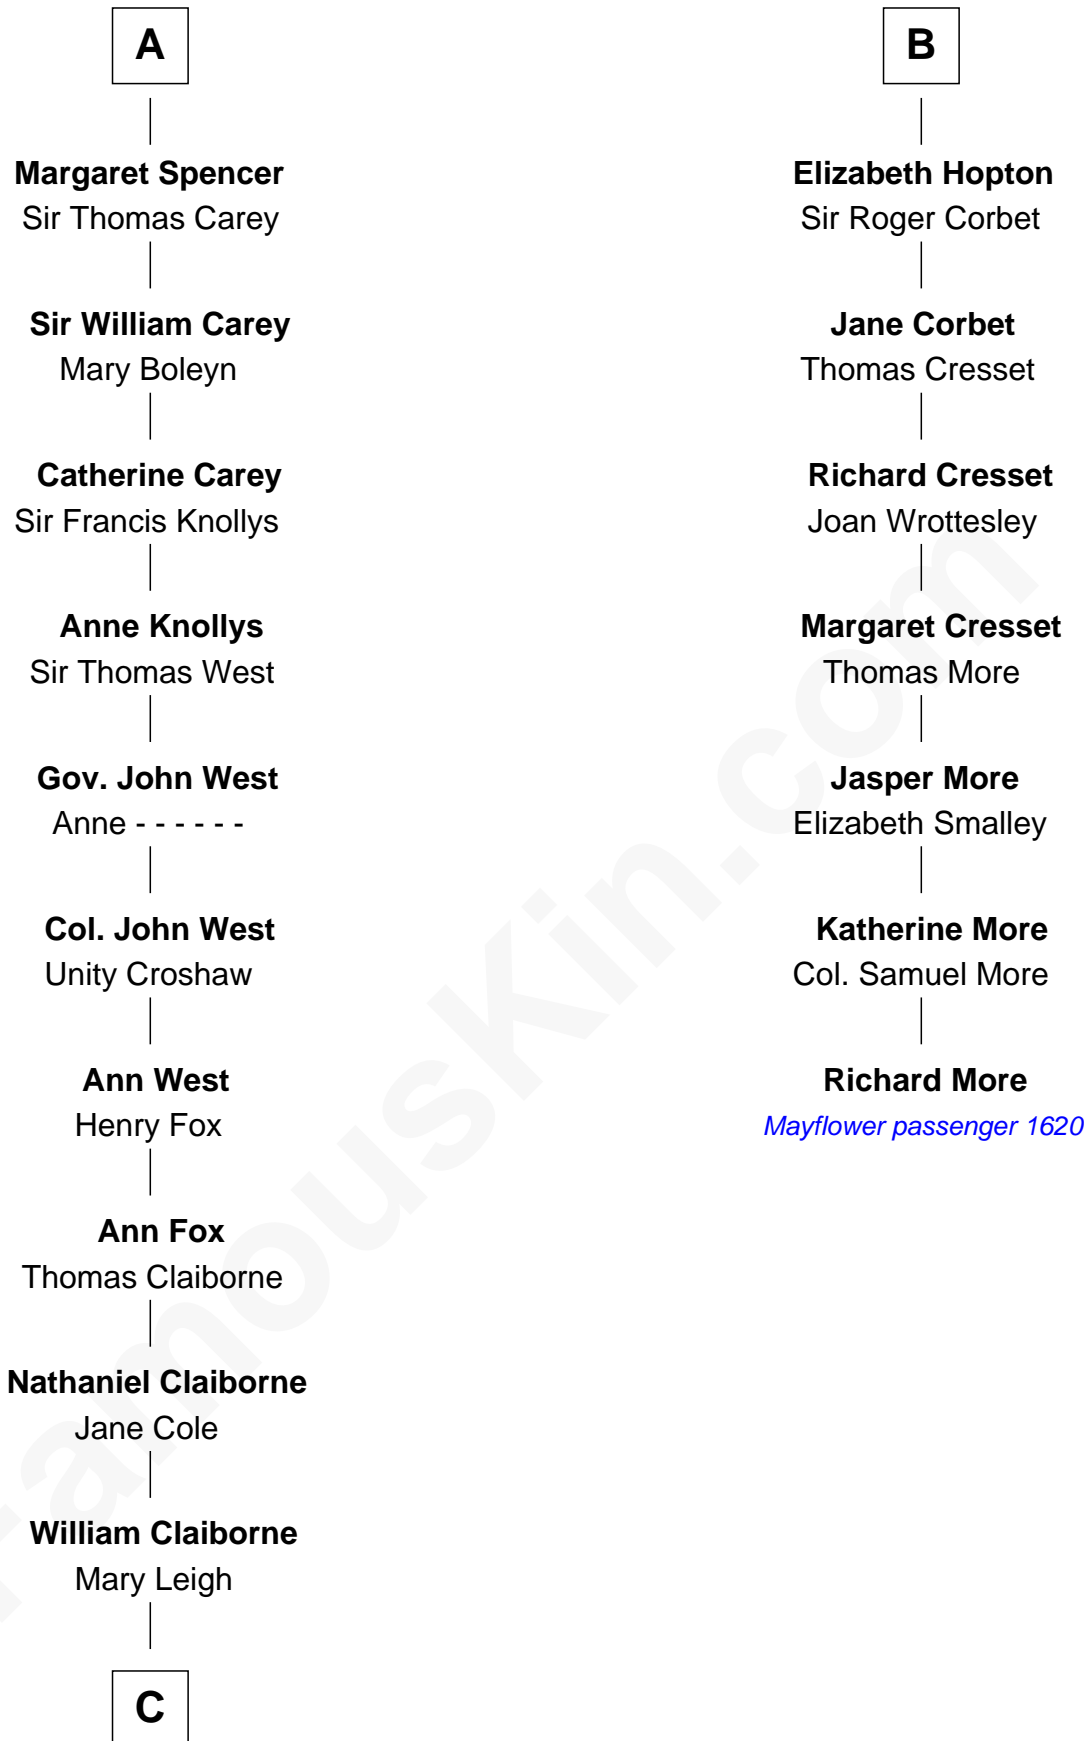 A
Margaret Spencer
Sir Thomas Carey
Sir William Carey
Mary Boleyn
Catherine Carey
Sir Francis Knollys
Anne Knollys
Sir Thomas West
Gov. John West
Anne - - - - - -
Col. John West
Unity Croshaw
Ann West
Henry Fox
Ann Fox
Thomas Claiborne
Nathaniel Claiborne
Jane Cole
William Claiborne
Mary Leigh
C
B
Elizabeth Hopton
Sir Roger Corbet
Jane Corbet
Thomas Cresset
Richard Cresset
Joan Wrottesley
Margaret Cresset
Thomas More
Jasper More
Elizabeth Smalley
Katherine More
Col. Samuel More
Richard More
Mayflower passenger 1620
FamousKin.com